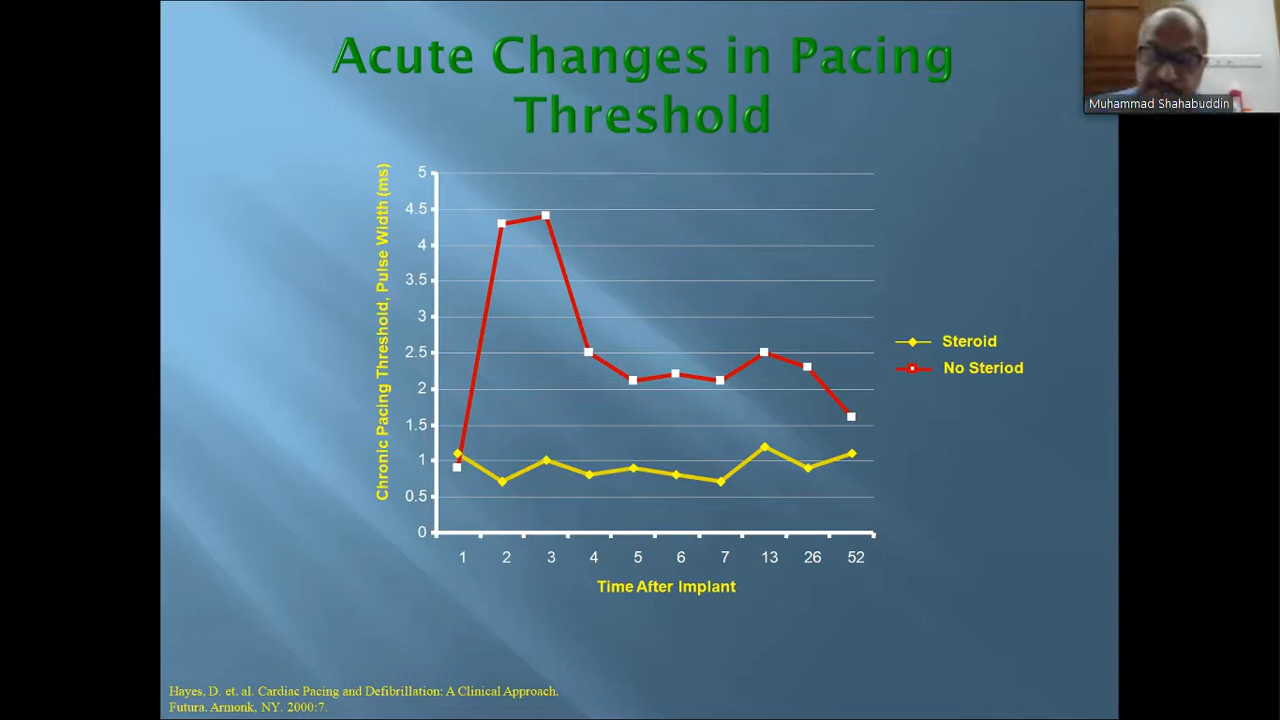 Acute Changes in Pacing
Threshold
Muhammad Shahabuddin
Chronic Pacing Threshold, Pulse Width (ms)
5
4.5
4
3.5
3
2.5
2
1.5
1
0.5
0
1 2 3 4 5 6 7 13 26 52
Time After Implant
Steroid
No Steriod
Hayes, D. et. al. Cardiac Pacing and Defibrillation: A Clinical Approach.
Futura. Armonk, NY. 2000:7.